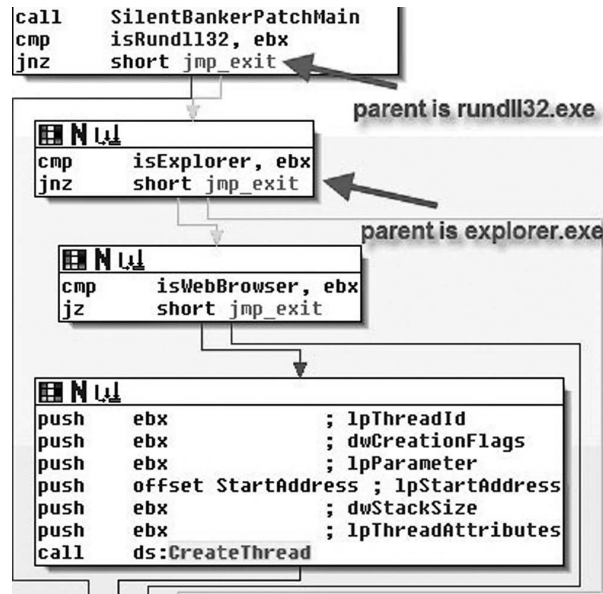 call SilentBankerPatchMain
cmp isRundll32, ebx
jnz short jmp_exit
parent is rundll32.exe
cmp isExplorer, ebx
jnz short jmp_exit
parent is explorer.exe
cmp isWebBrowser, ebx
jz short jmp_exit
push ebx ; lpThreadId
push ebx ; dwCreationFlags
push ebx ; lpParameter
push offset StartAddress ; lpStartAddress
push ebx ; dwStackSize
push ebx ; lpThreadAttributes
call ds:CreateThread